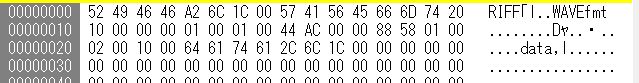 00000000 52 49 46 46 A2 6C 1C 00 57 41 56 45 66 6D 74 20 RIFF｢l..WAVEfmt
00000010 10 00 00 00 01 00 01 00 44 AC 00 00 88 58 01 00 ........Dｬ..・..
00000020 02 00 10 00 64 61 74 61 2C 6C 1C 00 00 00 00 00 ....data,l......
00000030 00 00 00 00 00 00 00 00 00 00 00 00 00 00 00 00 ................